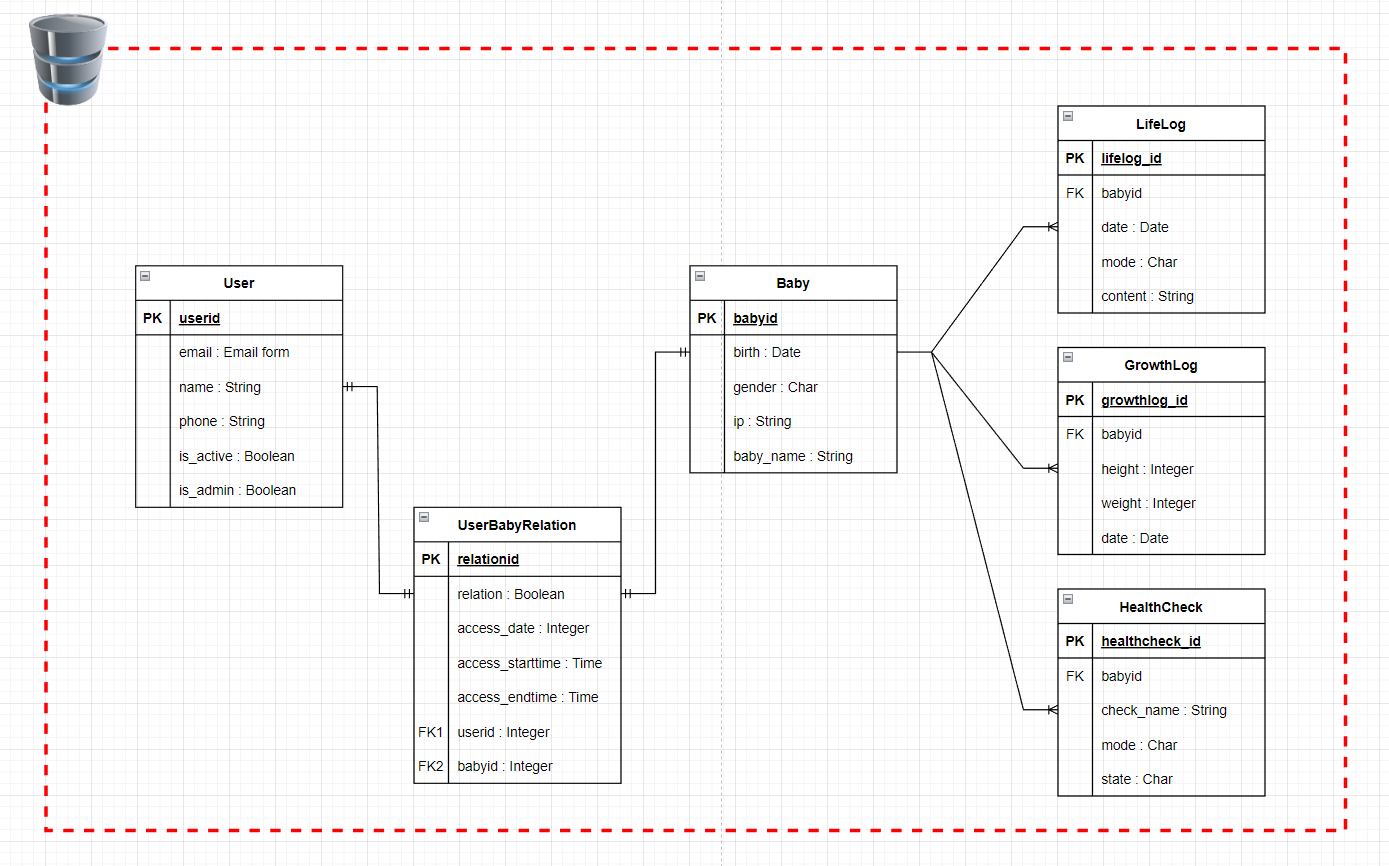 User
PK userid
email : Email form
name : String
phone : String
is_active : Boolean
is_admin : Boolean
UserBabyRelation
PK relationid
relation : Boolean
access_date : Integer
access_starttime : Time
access_endtime : Time
FK1 userid : Integer
FK2 babyid : Integer
Baby
PK babyid
birth : Date
gender : Char
ip : String
baby_name : String
LifeLog
PK lifelog_id
FK babyid
date : Date
mode : Char
content : String
GrowthLog
PK growthlog_id
FK babyid
height : Integer
weight : Integer
date : Date
HealthCheck
PK healthcheck_id
FK babyid
check_name : String
mode : Char
state : Char